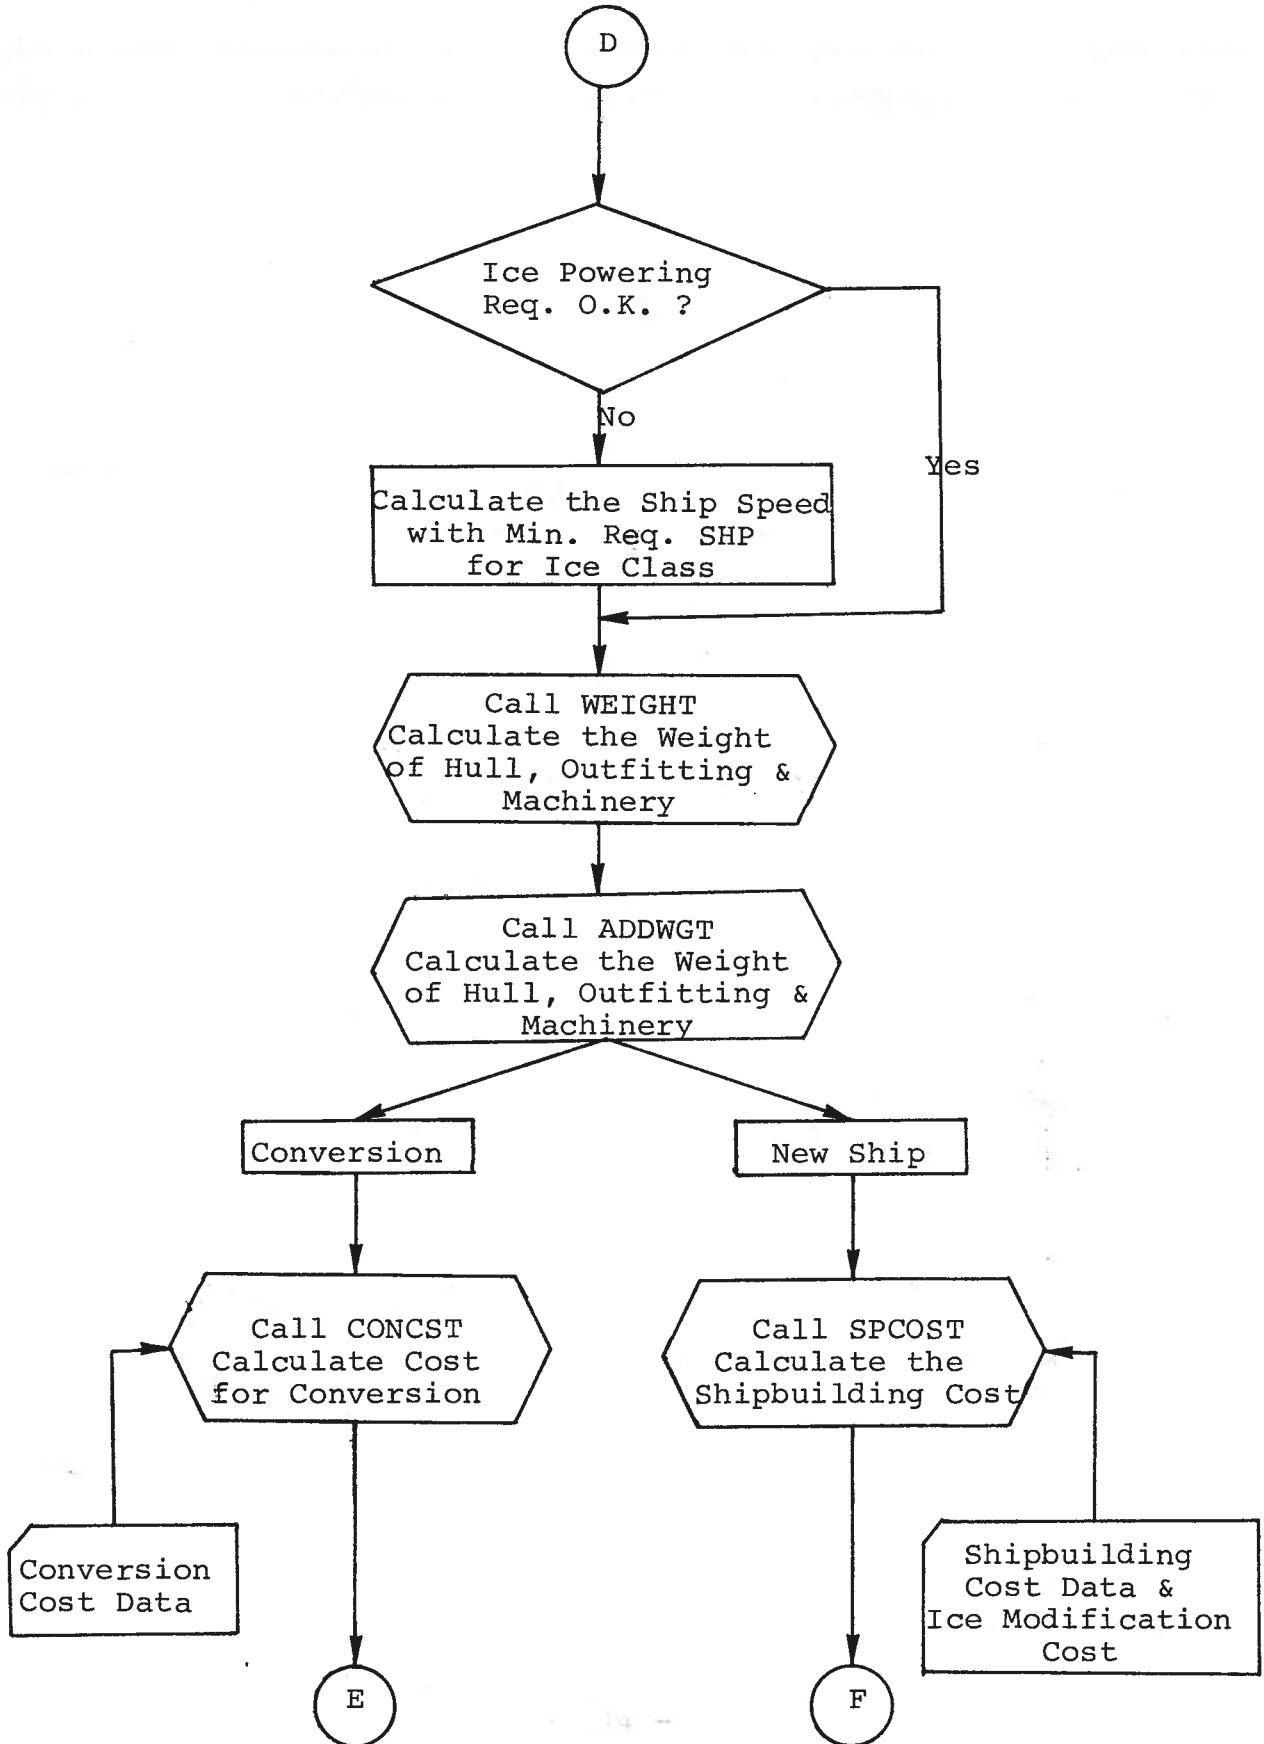 D
Ice Powering
Req. O.K. ?
No
Yes
Calculate the Ship Speed
with Min. Req. SHP
for Ice Class
Call WEIGHT
Calculate the Weight
of Hull, Outfitting &
Machinery
Call ADDWGT
Calculate the Weight
of Hull, Outfitting &
Machinery
Conversion
New Ship
Call CONCST
Calculate Cost
for Conversion
Call SPCOST
Calculate the
Shipbuilding Cost
Conversion
Cost Data
Shipbuilding
Cost Data &
Ice Modification
Cost
E
F